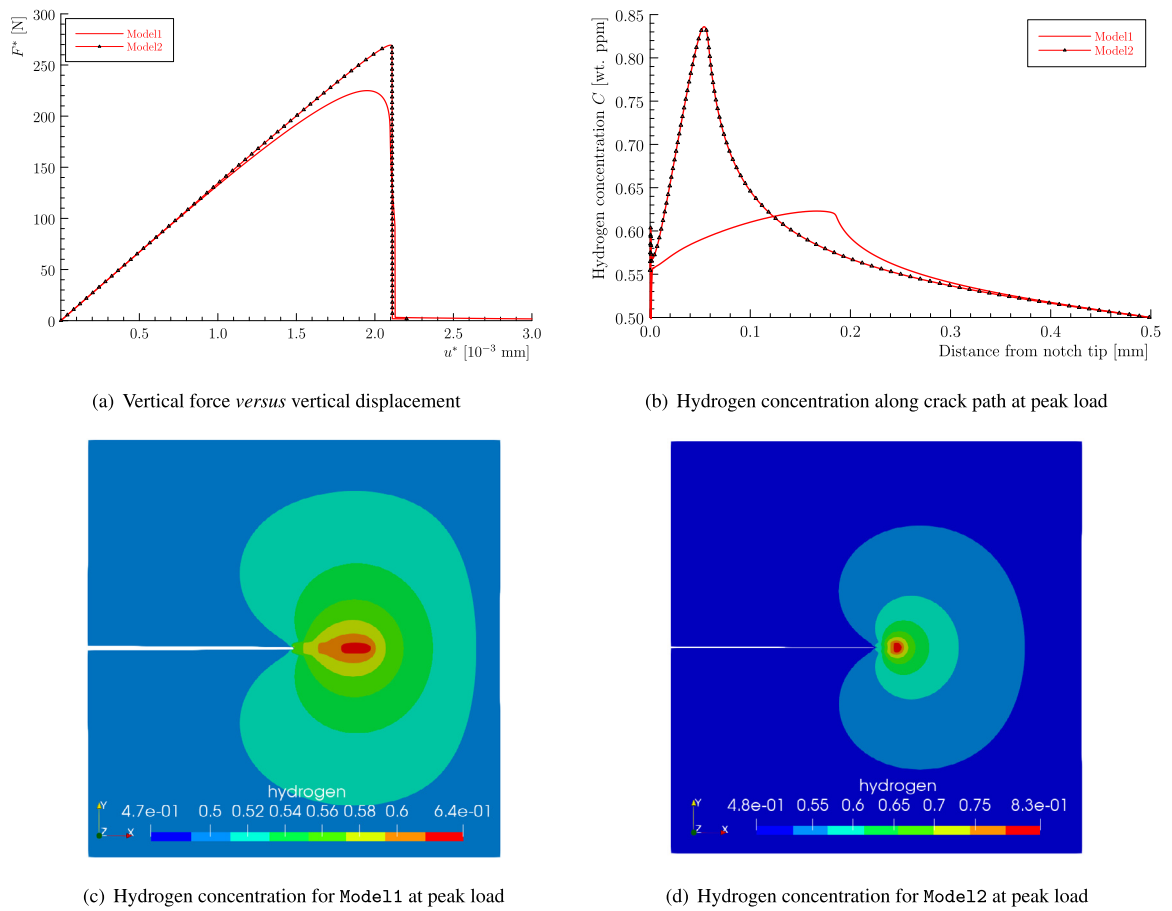 300
250
200
150
100
50
0
F* [N]
Model1
Model2
0.5
1.0
1.5
2.0
2.5
3.0
u* [10⁻³ mm]
(a) Vertical force versus vertical displacement
0.85
0.80
0.75
0.70
0.65
0.60
0.55
0.50
Hydrogen concentration C [wt. ppm]
Model1
Model2
0.0
0.1
0.2
0.3
0.4
0.5
Distance from notch tip [mm]
(b) Hydrogen concentration along crack path at peak load
hydrogen
4.7e-01 0.5 0.52 0.54 0.56 0.58 0.6 6.4e-01
Y
Z X
(c) Hydrogen concentration for Model1 at peak load
hydrogen
4.8e-01 0.55 0.6 0.65 0.7 0.75 8.3e-01
Y
Z X
(d) Hydrogen concentration for Model2 at peak load